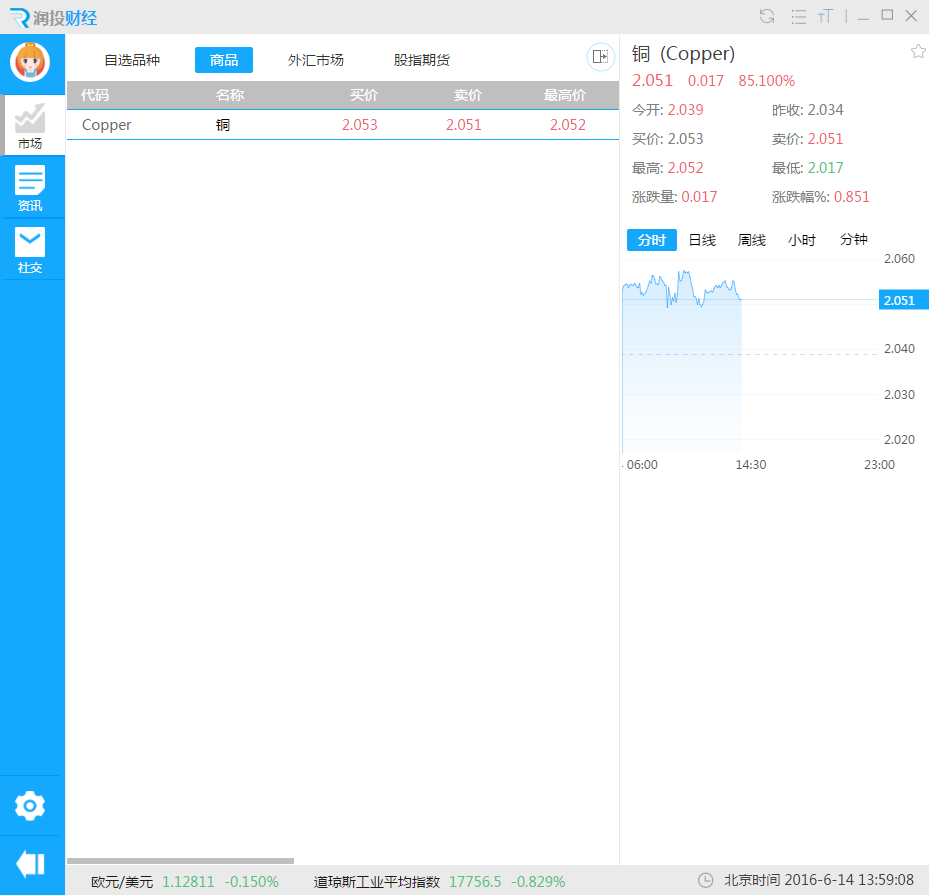 润投财经
自选品种 商品 外汇市场 股指期货
代码 名称 买价 卖价 最高价
Copper 铜 2.053 2.051 2.052
市场
资讯
社交
铜 (Copper)
2.051 0.017 85.100%
今开: 2.039 昨收: 2.034
买价: 2.053 卖价: 2.051
最高: 2.052 最低: 2.017
涨跌量: 0.017 涨跌幅%: 0.851
分时 日线 周线 小时 分钟
2.060
2.051
2.040
2.030
2.020
06:00 14:30 23:00
欧元/美元 1.12811 -0.150% 道琼斯工业平均指数 17756.5 -0.829% 北京时间 2016-6-14 13:59:08